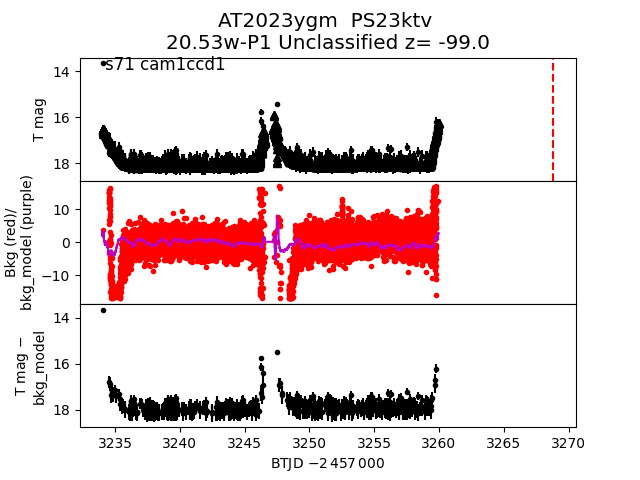 AT2023ygm  PS23ktv
20.53w-P1 Unclassified z= -99.0
s71 cam1ccd1
T mag
14
16
18
Bkg (red)/
bkg_model (purple)
10
0
−10
T mag −
bkg_model
14
16
18
3235 3240 3245 3250 3255 3260 3265 3270
BTJD −2 457 000